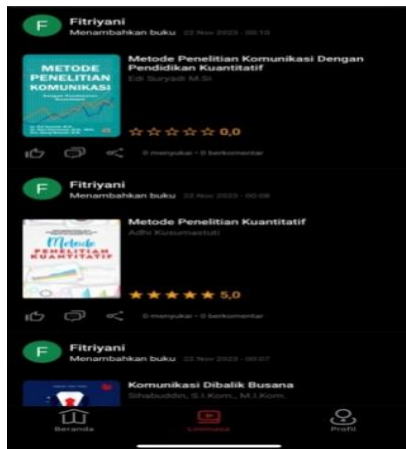 F Fitriyani
Menambahkan buku 22 Nov 2023 - 00:10
METODE
PENELITIAN
KOMUNIKASI
Metode Penelitian Komunikasi Dengan
Pendidikan Kuantitatif
Edi Suryadi M.Si
0,0
0 menyukai • 0 berkomentar
F Fitriyani
Menambahkan buku 22 Nov 2023 - 00:08
Metode
PENELITIAN
KUANTITATIF
Metode Penelitian Kuantitatif
Adhi Kusumastuti
5,0
0 menyukai • 0 berkomentar
F Fitriyani
Menambahkan buku 22 Nov 2023 - 00:07
Komunikasi Dibalik Busana
Sihabuddin, S.I.Kom., M.I.Kom.
Beranda
Linimasa
Profil